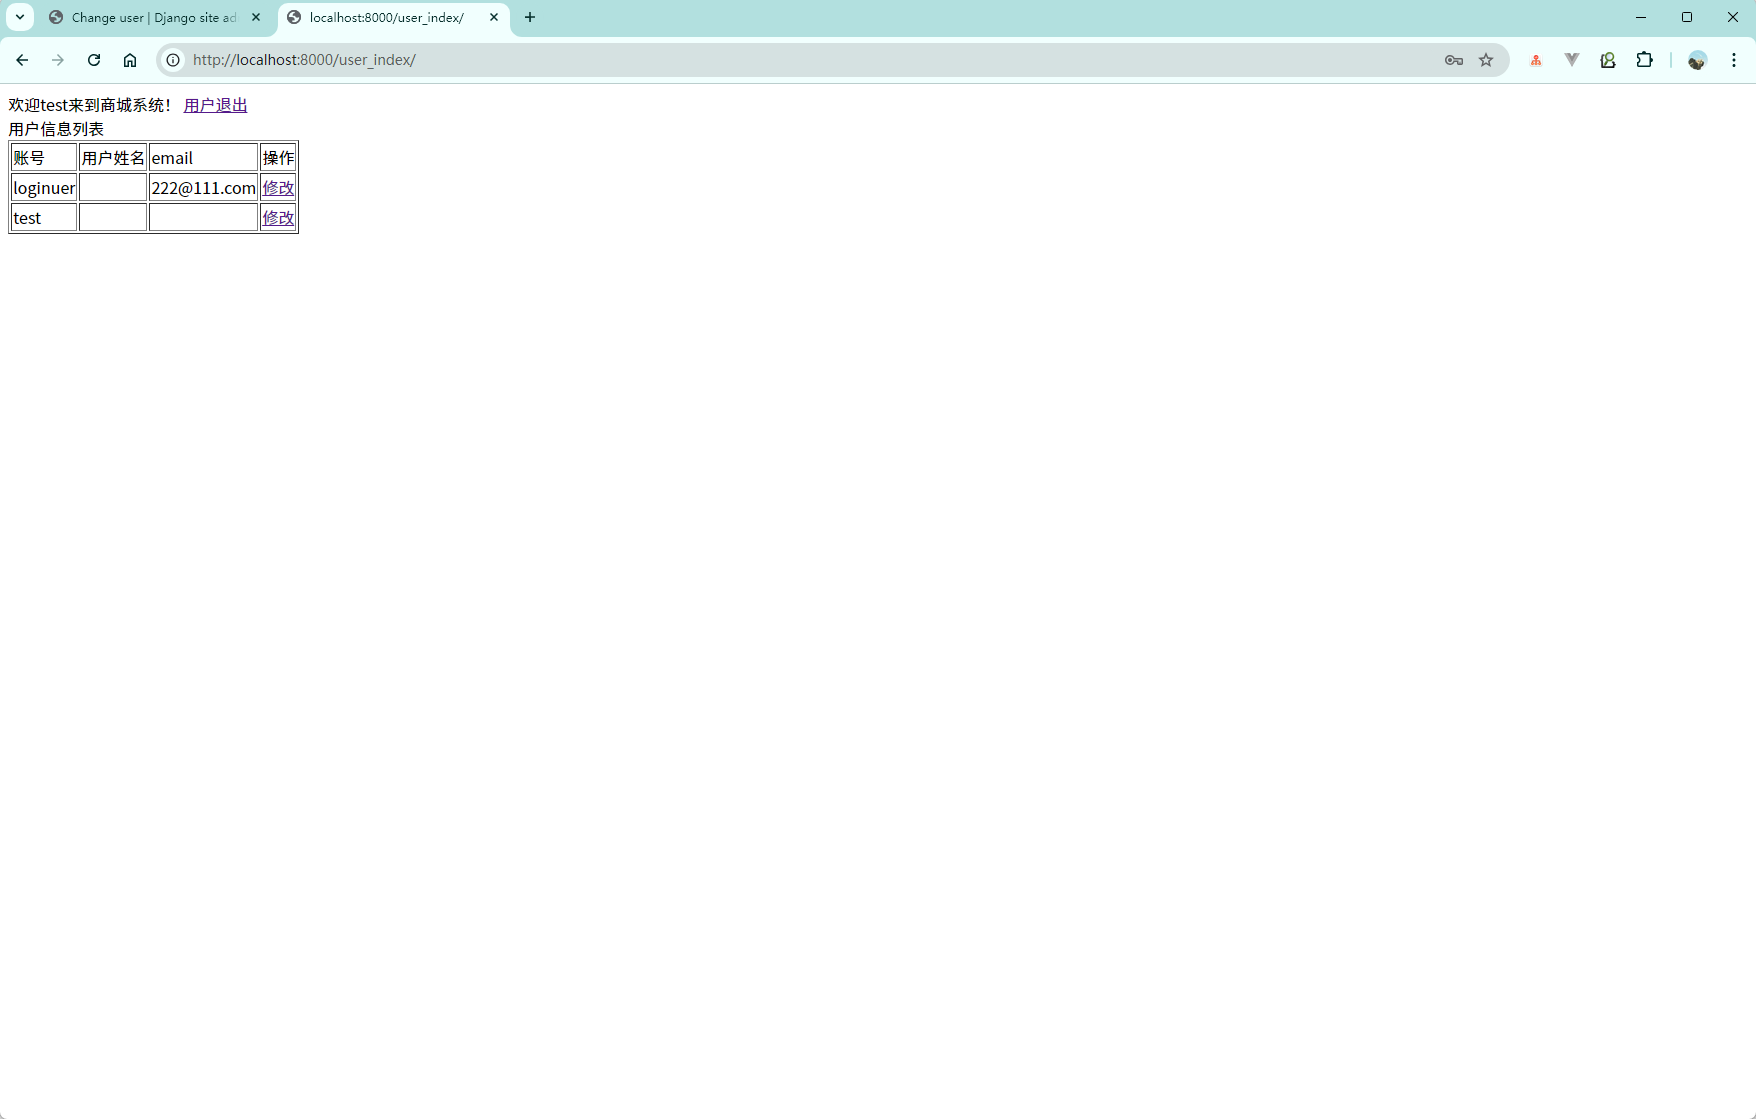 Change user | Django site ad
localhost:8000/user_index/
http://localhost:8000/user_index/
欢迎test来到商城系统！ 用户退出
用户信息列表
账号 用户姓名 email 操作
loginuer 222@111.com 修改
test 修改